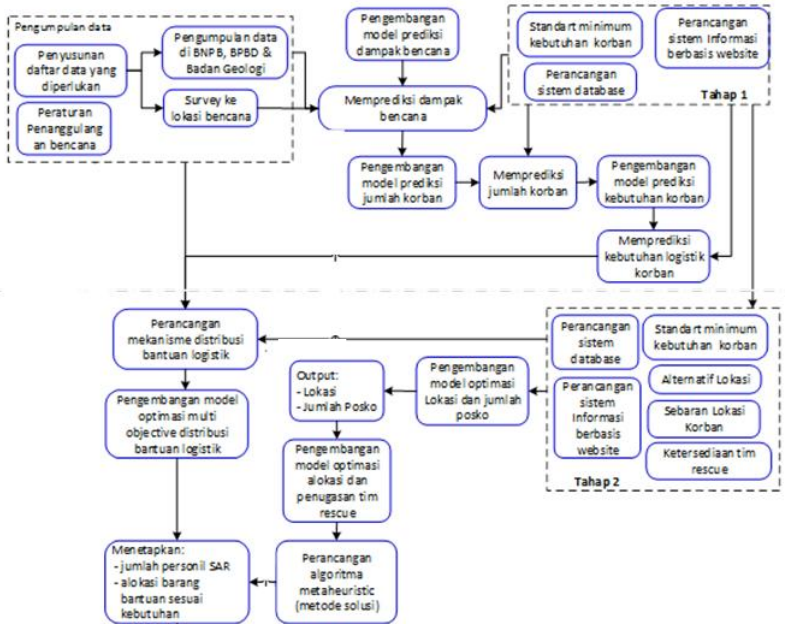 Pengumpulan data
Penyusunan
daftar data yang
diperlukan
Peraturan
Penanggulang
an bencana
Pengumpulan data
di BNPB, BPBD &
Badan Geologi
Survey ke
lokasi bencana
Pengembangan
model prediksi
dampak bencana
Memprediksi dampak
bencana
Standart minimum
kebutuhan korban
Perancangan
sistem database
Perancangan
sistem Informasi
berbasis website
Tahap 1
Pengembangan
model prediksi
jumlah korban
Memprediksi
jumlah korban
Pengembangan
model prediksi
kebutuhan korban
Memprediksi
kebutuhan logistik
korban
Perancangan
mekanisme distribusi
bantuan logistik
Pengembangan model
optimasi multi
objective distribusi
bantuan logistik
Menetapkan:
- jumlah personil SAR
- alokasi barang
bantuan sesuai
kebutuhan
Output:
- Lokasi
- Jumlah Posko
Pengembangan
model optimasi
alokasi dan
penugasan tim
rescue
Perancangan
algoritma
metaheuristic
(metode solusi)
Pengembangan
model optimasi
Lokasi dan jumlah
posko
Perancangan
sistem
database
Perancangan
sistem
Informasi
berbasis
website
Standart minimum
kebutuhan korban
Alternatif Lokasi
Sebaran Lokasi
Korban
Ketersediaan tim
rescue
Tahap 2